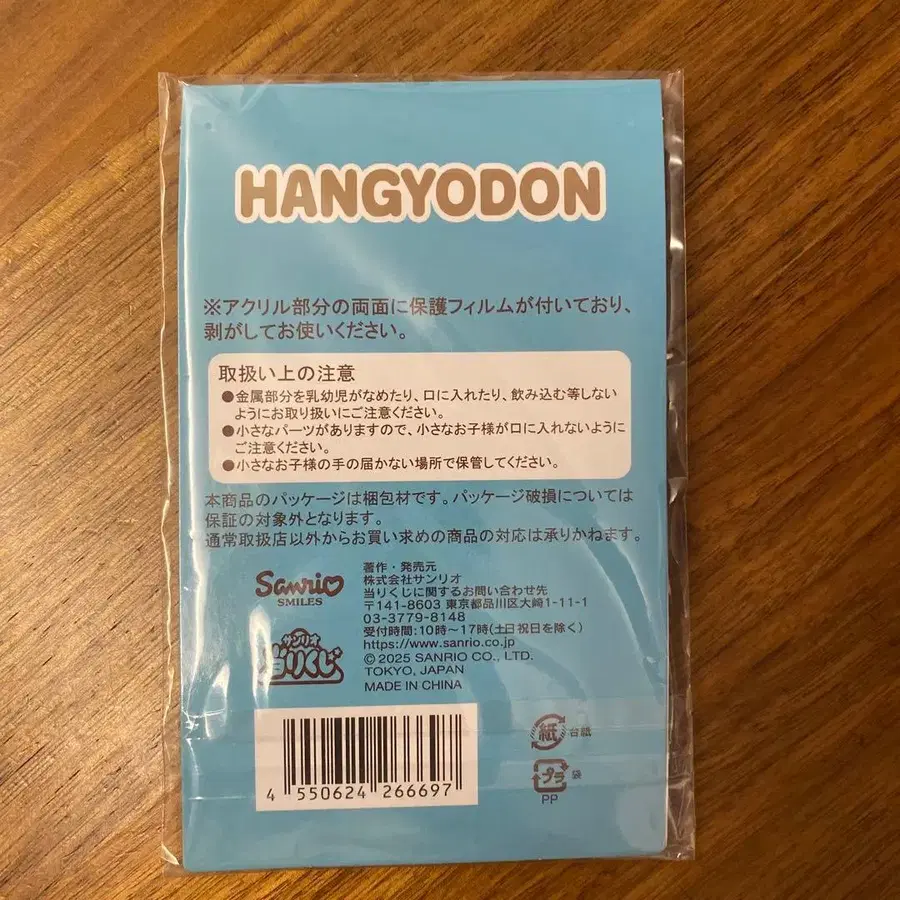 HANGYODON
※アクリル部分の両面に保護フィルムが付いており、
剥がしてお使いください。
取扱い上の注意
●金属部分を乳幼児がなめたり、口に入れたり、飲み込む等しない
ようにお取り扱いにご注意ください。
●小さなパーツがありますので、小さなお子様が口に入れないように
ご注意ください。
●小さなお子様の手の届かない場所で保管してください。
本商品のパッケージは梱包材です。パッケージ破損については
保証の対象外となります。
通常取扱店以外からお買い求めの商品の対応は承りかねます。
Sanrio
SMILES
サンリオ
当りくじ
著作・発売元
株式会社サンリオ
当りくじに関するお問い合わせ先
〒141-8603 東京都品川区大崎1-11-1
03-3779-8148
受付時間:10時~17時(土日祝日を除く)
https://www.sanrio.co.jp
© 2025 SANRIO CO., LTD.
TOKYO, JAPAN
MADE IN CHINA
4 550624 266697
紙 台紙
プラ 袋
PP